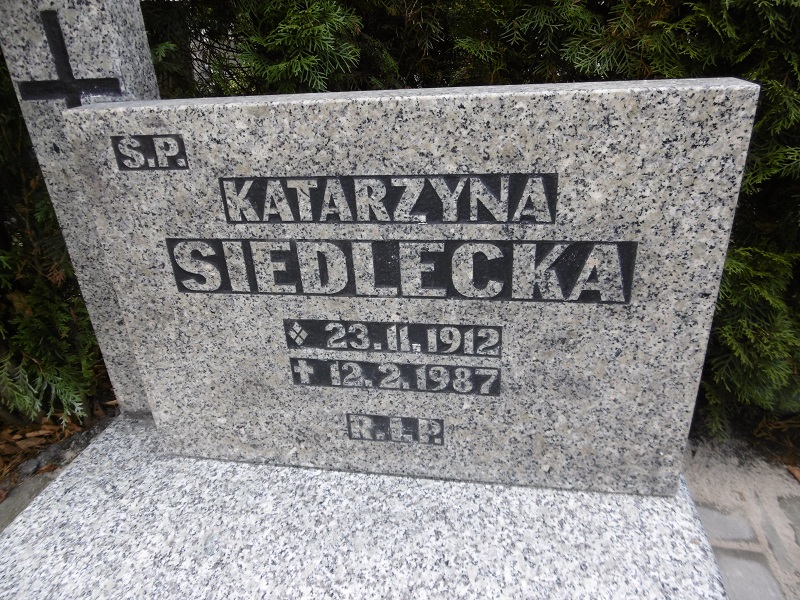 Ś.P.
KATARZYNA
SIEDLECKA
❖ 23.11.1912
✝ 12.2.1987
R.I.P.